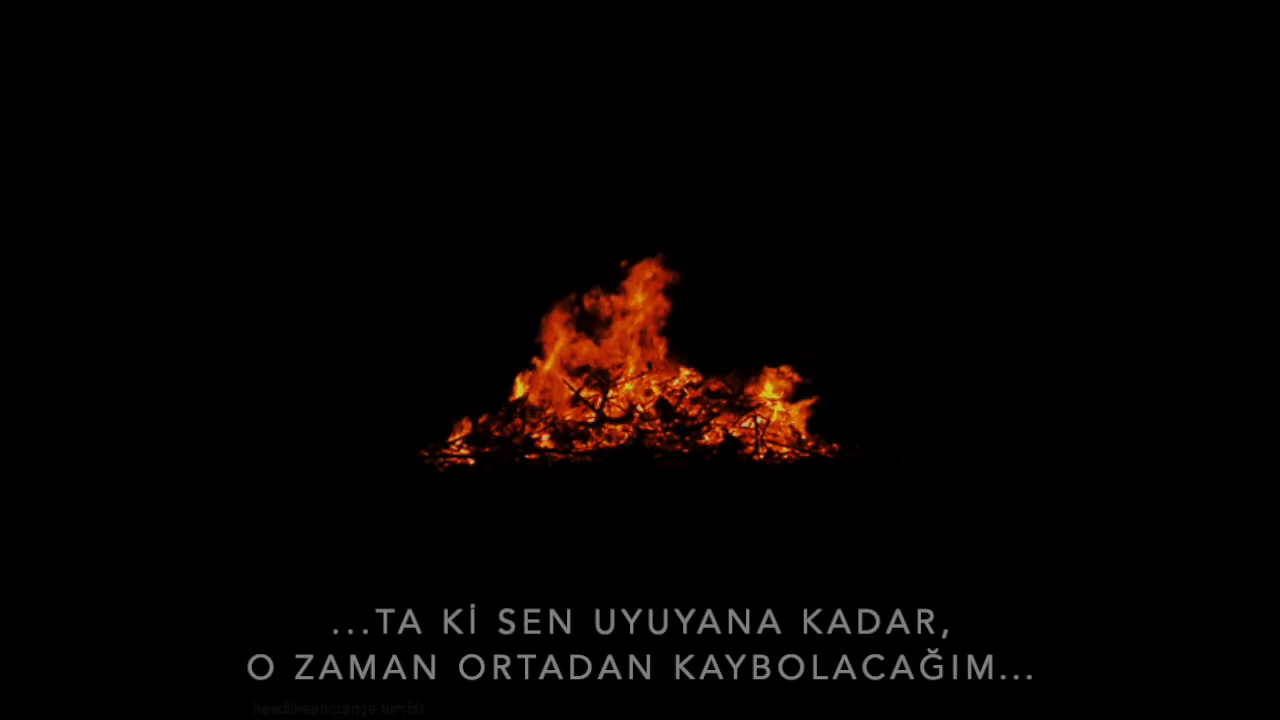 ...TA Kİ SEN UYUYANA KADAR,
O ZAMAN ORTADAN KAYBOLACAĞIM...